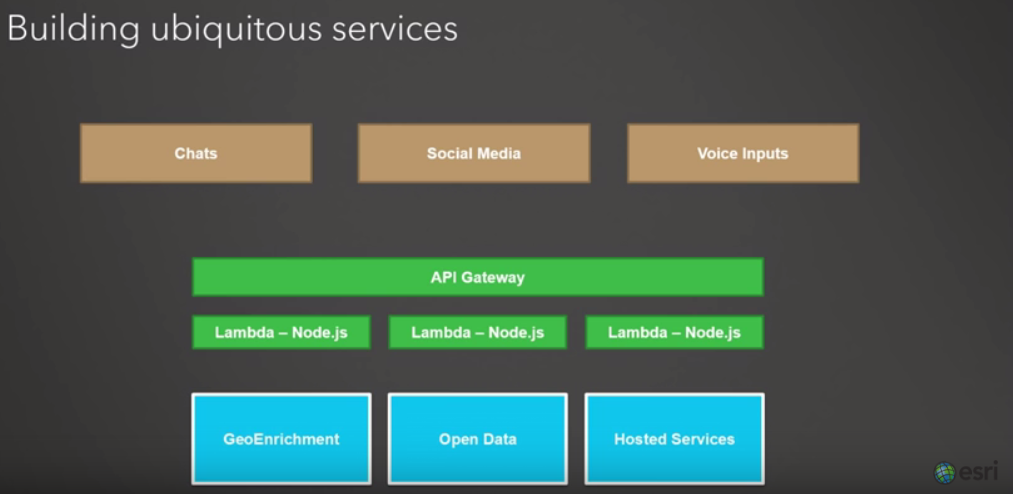 Building ubiquitous services
Chats
Social Media
Voice Inputs
API Gateway
Lambda – Node.js
Lambda – Node.js
Lambda – Node.js
GeoEnrichment
Open Data
Hosted Services
esri